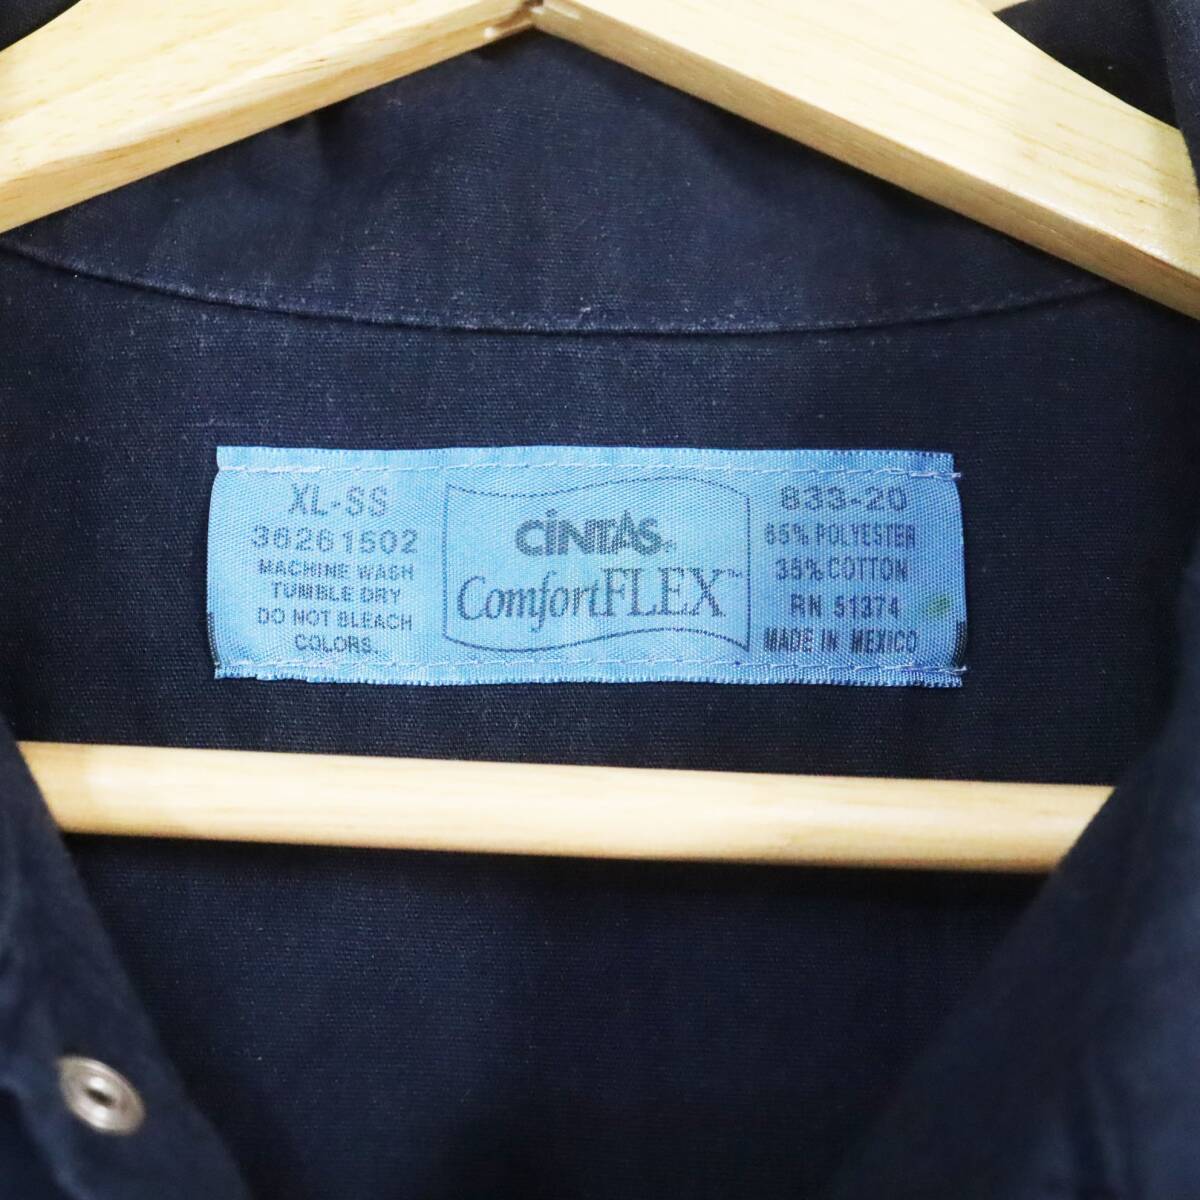 XL-SS
36261502
MACHINE WASH
TUMBLE DRY
DO NOT BLEACH
COLORS.
CiNTAS®
ComfortFLEX™
833-20
65% POLYESTER
35% COTTON
RN 51374
MADE IN MEXICO